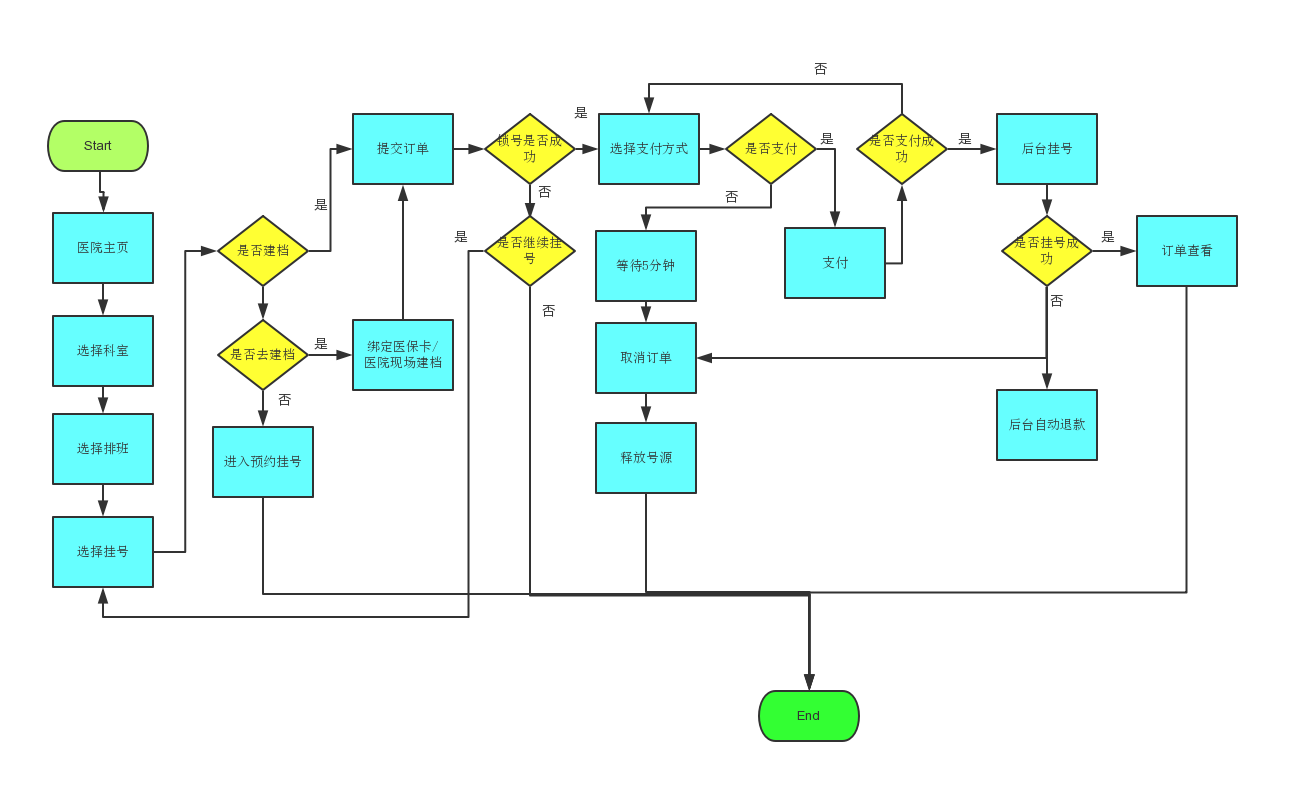 否
是
Start
提交订单
锁号是否成
功
选择支付方式
是否支付
是
是否支付成
功
是
后台挂号
否
否
是
医院主页
是否建档
是
是否继续挂
号
等待5分钟
支付
是否挂号成
功
是
订单查看
否
否
选择科室
是否去建档
是
绑定医保卡/
医院现场建档
取消订单
否
选择排班
进入预约挂号
释放号源
后台自动退款
选择挂号
End